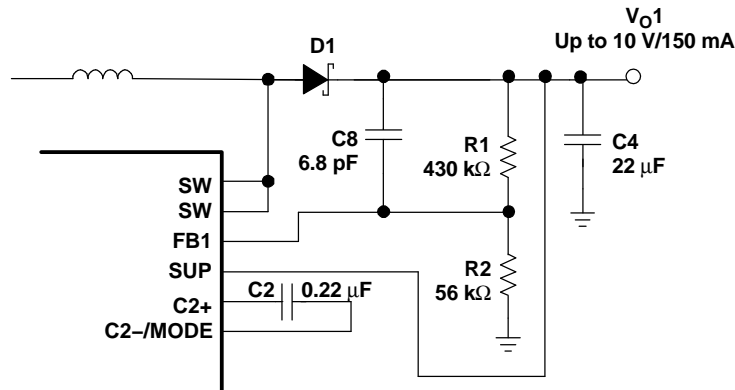 V_O1
Up to 10 V/150 mA
D1
C8
6.8 pF
R1
430 kΩ
C4
22 μF
SW
SW
FB1
SUP
R2
56 kΩ
C2 0.22 μF
C2+
C2–/MODE